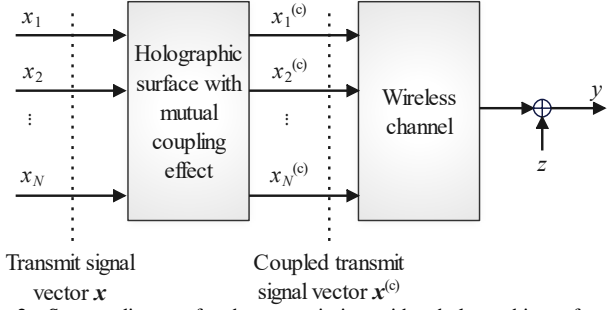 x1 x1(c)
x2 x2(c)
⋮ ⋮
xN xN(c)
Holographic
surface with
mutual
coupling
effect
Wireless
channel
y
z
Transmit signal
vector x
Coupled transmit
signal vector x(c)